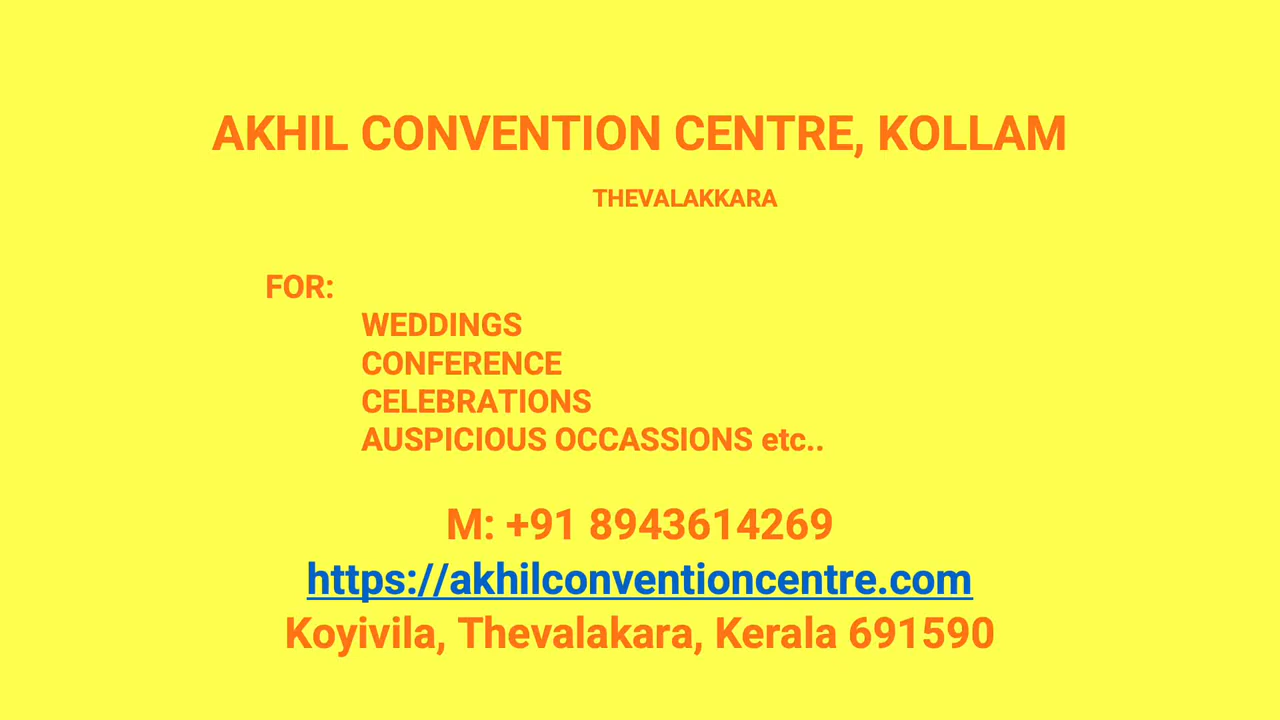 AKHIL CONVENTION CENTRE, KOLLAM
THEVALAKKARA
FOR:
WEDDINGS
CONFERENCE
CELEBRATIONS
AUSPICIOUS OCCASSIONS etc..
M: +91 8943614269
https://akhilconventioncentre.com
Koyivila, Thevalakara, Kerala 691590